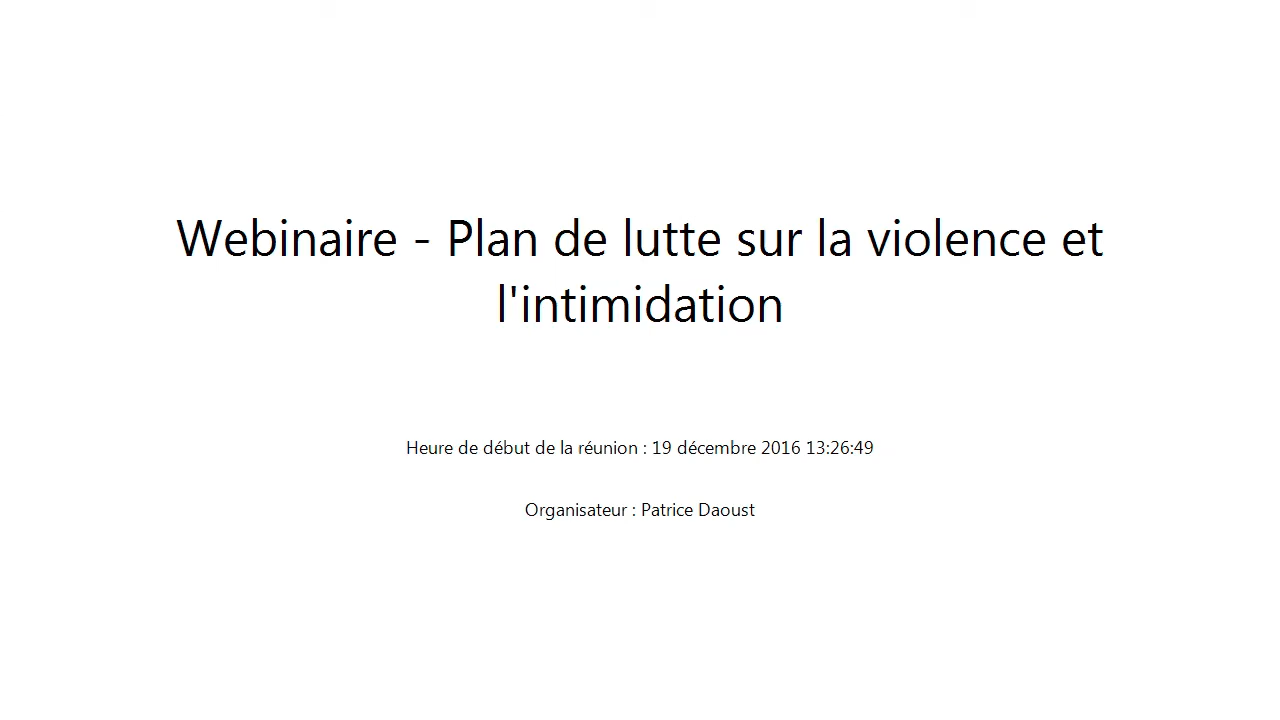 Webinaire - Plan de lutte sur la violence et
l'intimidation
Heure de début de la réunion : 19 décembre 2016 13:26:49
Organisateur : Patrice Daoust